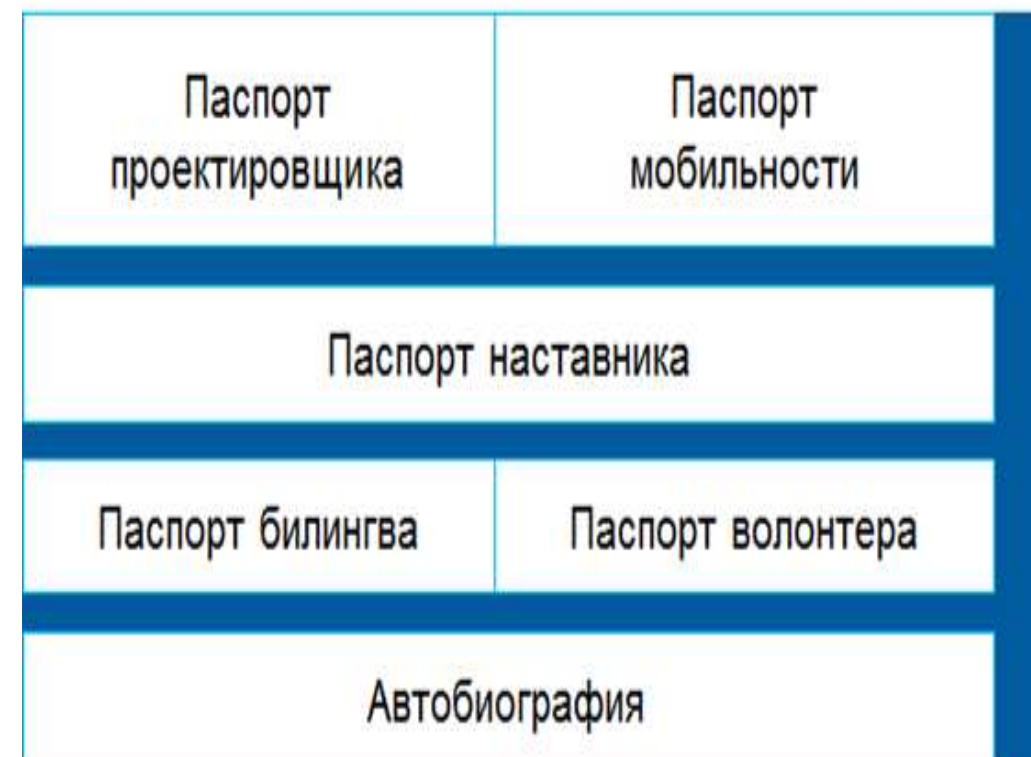 Паспорт
проектировщика
Паспорт
мобильности
Паспорт наставника
Паспорт билингва
Паспорт волонтера
Автобиография